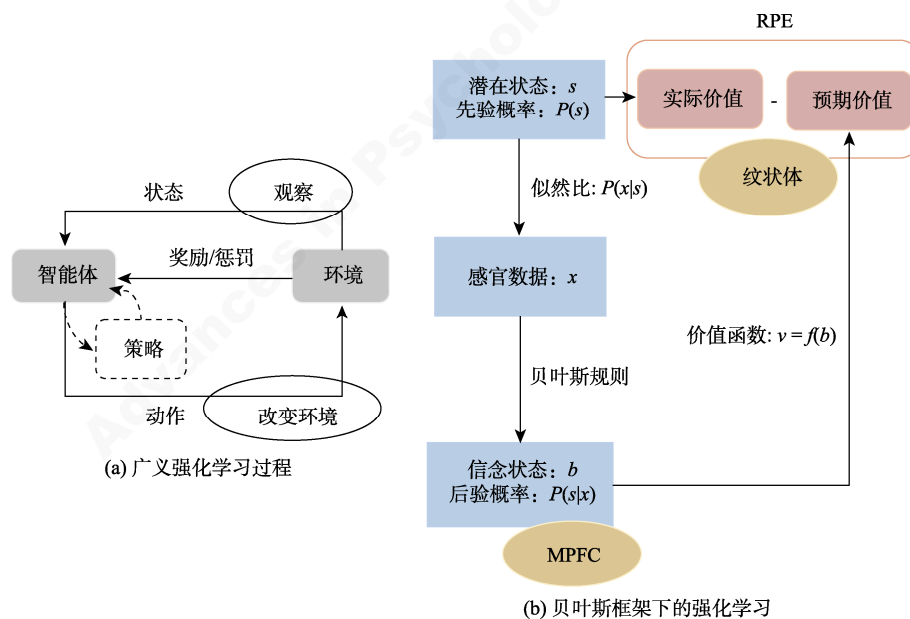 Advances in Psychol
状态
观察
奖励/惩罚
智能体
环境
策略
动作
改变环境
(a) 广义强化学习过程
RPE
潜在状态：s
先验概率：P(s)
实际价值
-
预期价值
纹状体
似然比: P(x|s)
感官数据：x
价值函数: v = f(b)
贝叶斯规则
信念状态：b
后验概率：P(s|x)
MPFC
(b) 贝叶斯框架下的强化学习